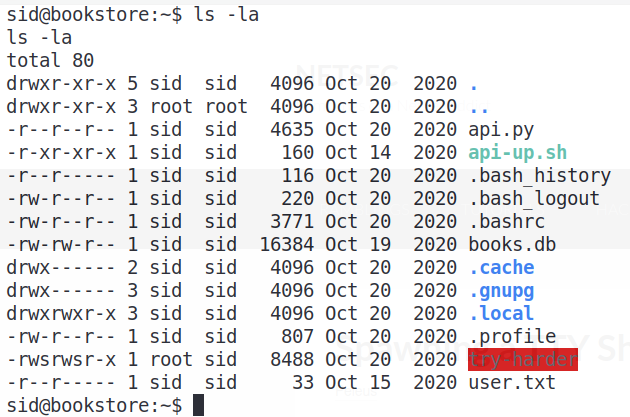 sid@bookstore:~$ ls -la
ls -la
total 80
drwxr-xr-x 5 sid  sid   4096 Oct 20  2020 .
drwxr-xr-x 3 root root  4096 Oct 20  2020 ..
-r--r--r-- 1 sid  sid   4635 Oct 20  2020 api.py
-r-xr-xr-x 1 sid  sid    160 Oct 14  2020 api-up.sh
-r--r----- 1 sid  sid    116 Oct 20  2020 .bash_history
-rw-r--r-- 1 sid  sid    220 Oct 20  2020 .bash_logout
-rw-r--r-- 1 sid  sid   3771 Oct 20  2020 .bashrc
-rw-rw-r-- 1 sid  sid  16384 Oct 19  2020 books.db
drwx------ 2 sid  sid   4096 Oct 20  2020 .cache
drwx------ 3 sid  sid   4096 Oct 20  2020 .gnupg
drwxrwxr-x 3 sid  sid   4096 Oct 20  2020 .local
-rw-r--r-- 1 sid  sid    807 Oct 20  2020 .profile
-rwsrwsr-x 1 root sid   8488 Oct 20  2020 try-harder
-r--r----- 1 sid  sid     33 Oct 15  2020 user.txt
sid@bookstore:~$